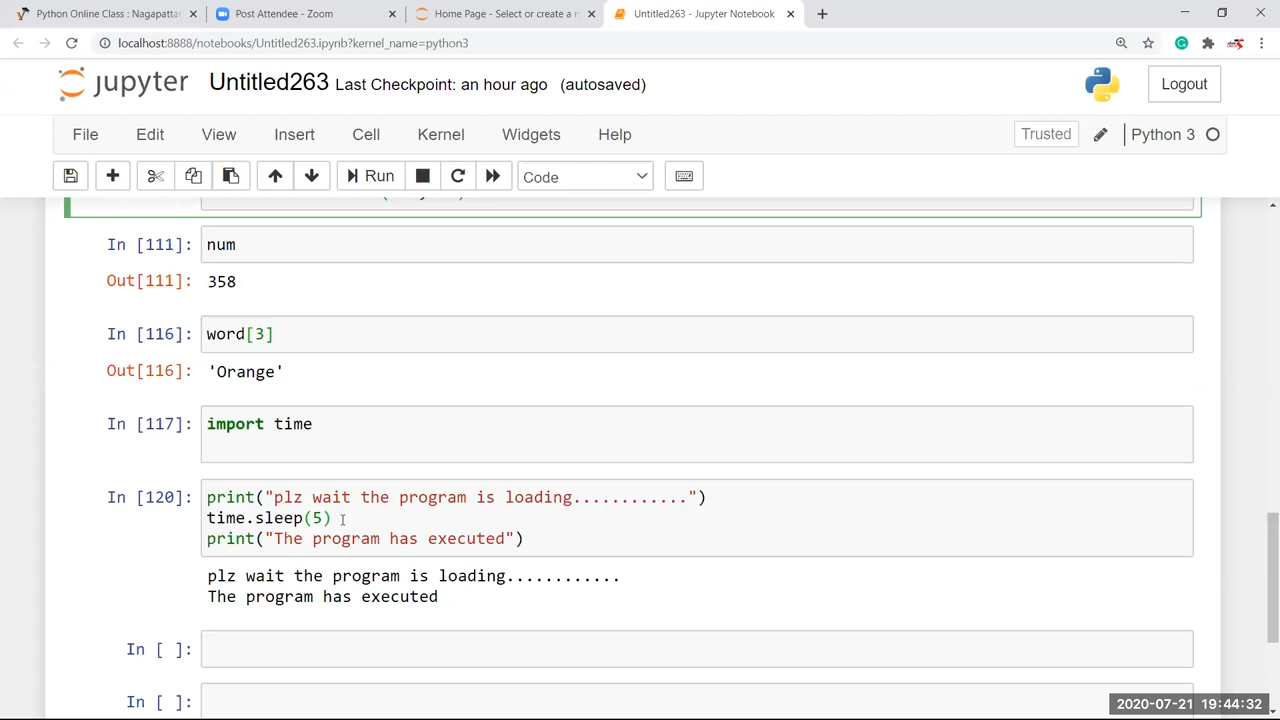 Python Online Class : Nagapattan
Post Attendee - Zoom
Home Page - Select or create a n
Untitled263 - Jupyter Notebook
localhost:8888/notebooks/Untitled263.ipynb?kernel_name=python3
jupyter Untitled263 Last Checkpoint: an hour ago (autosaved)
Logout
File Edit View Insert Cell Kernel Widgets Help
Trusted
Python 3
Run
Code
In [111]: num
Out[111]: 358
In [116]: word[3]
Out[116]: 'Orange'
In [117]: import time
In [120]: print("plz wait the program is loading............")
time.sleep(5)
print("The program has executed")
plz wait the program is loading............
The program has executed
In [ ]:
In [ ]:
2020-07-21 19:44:32